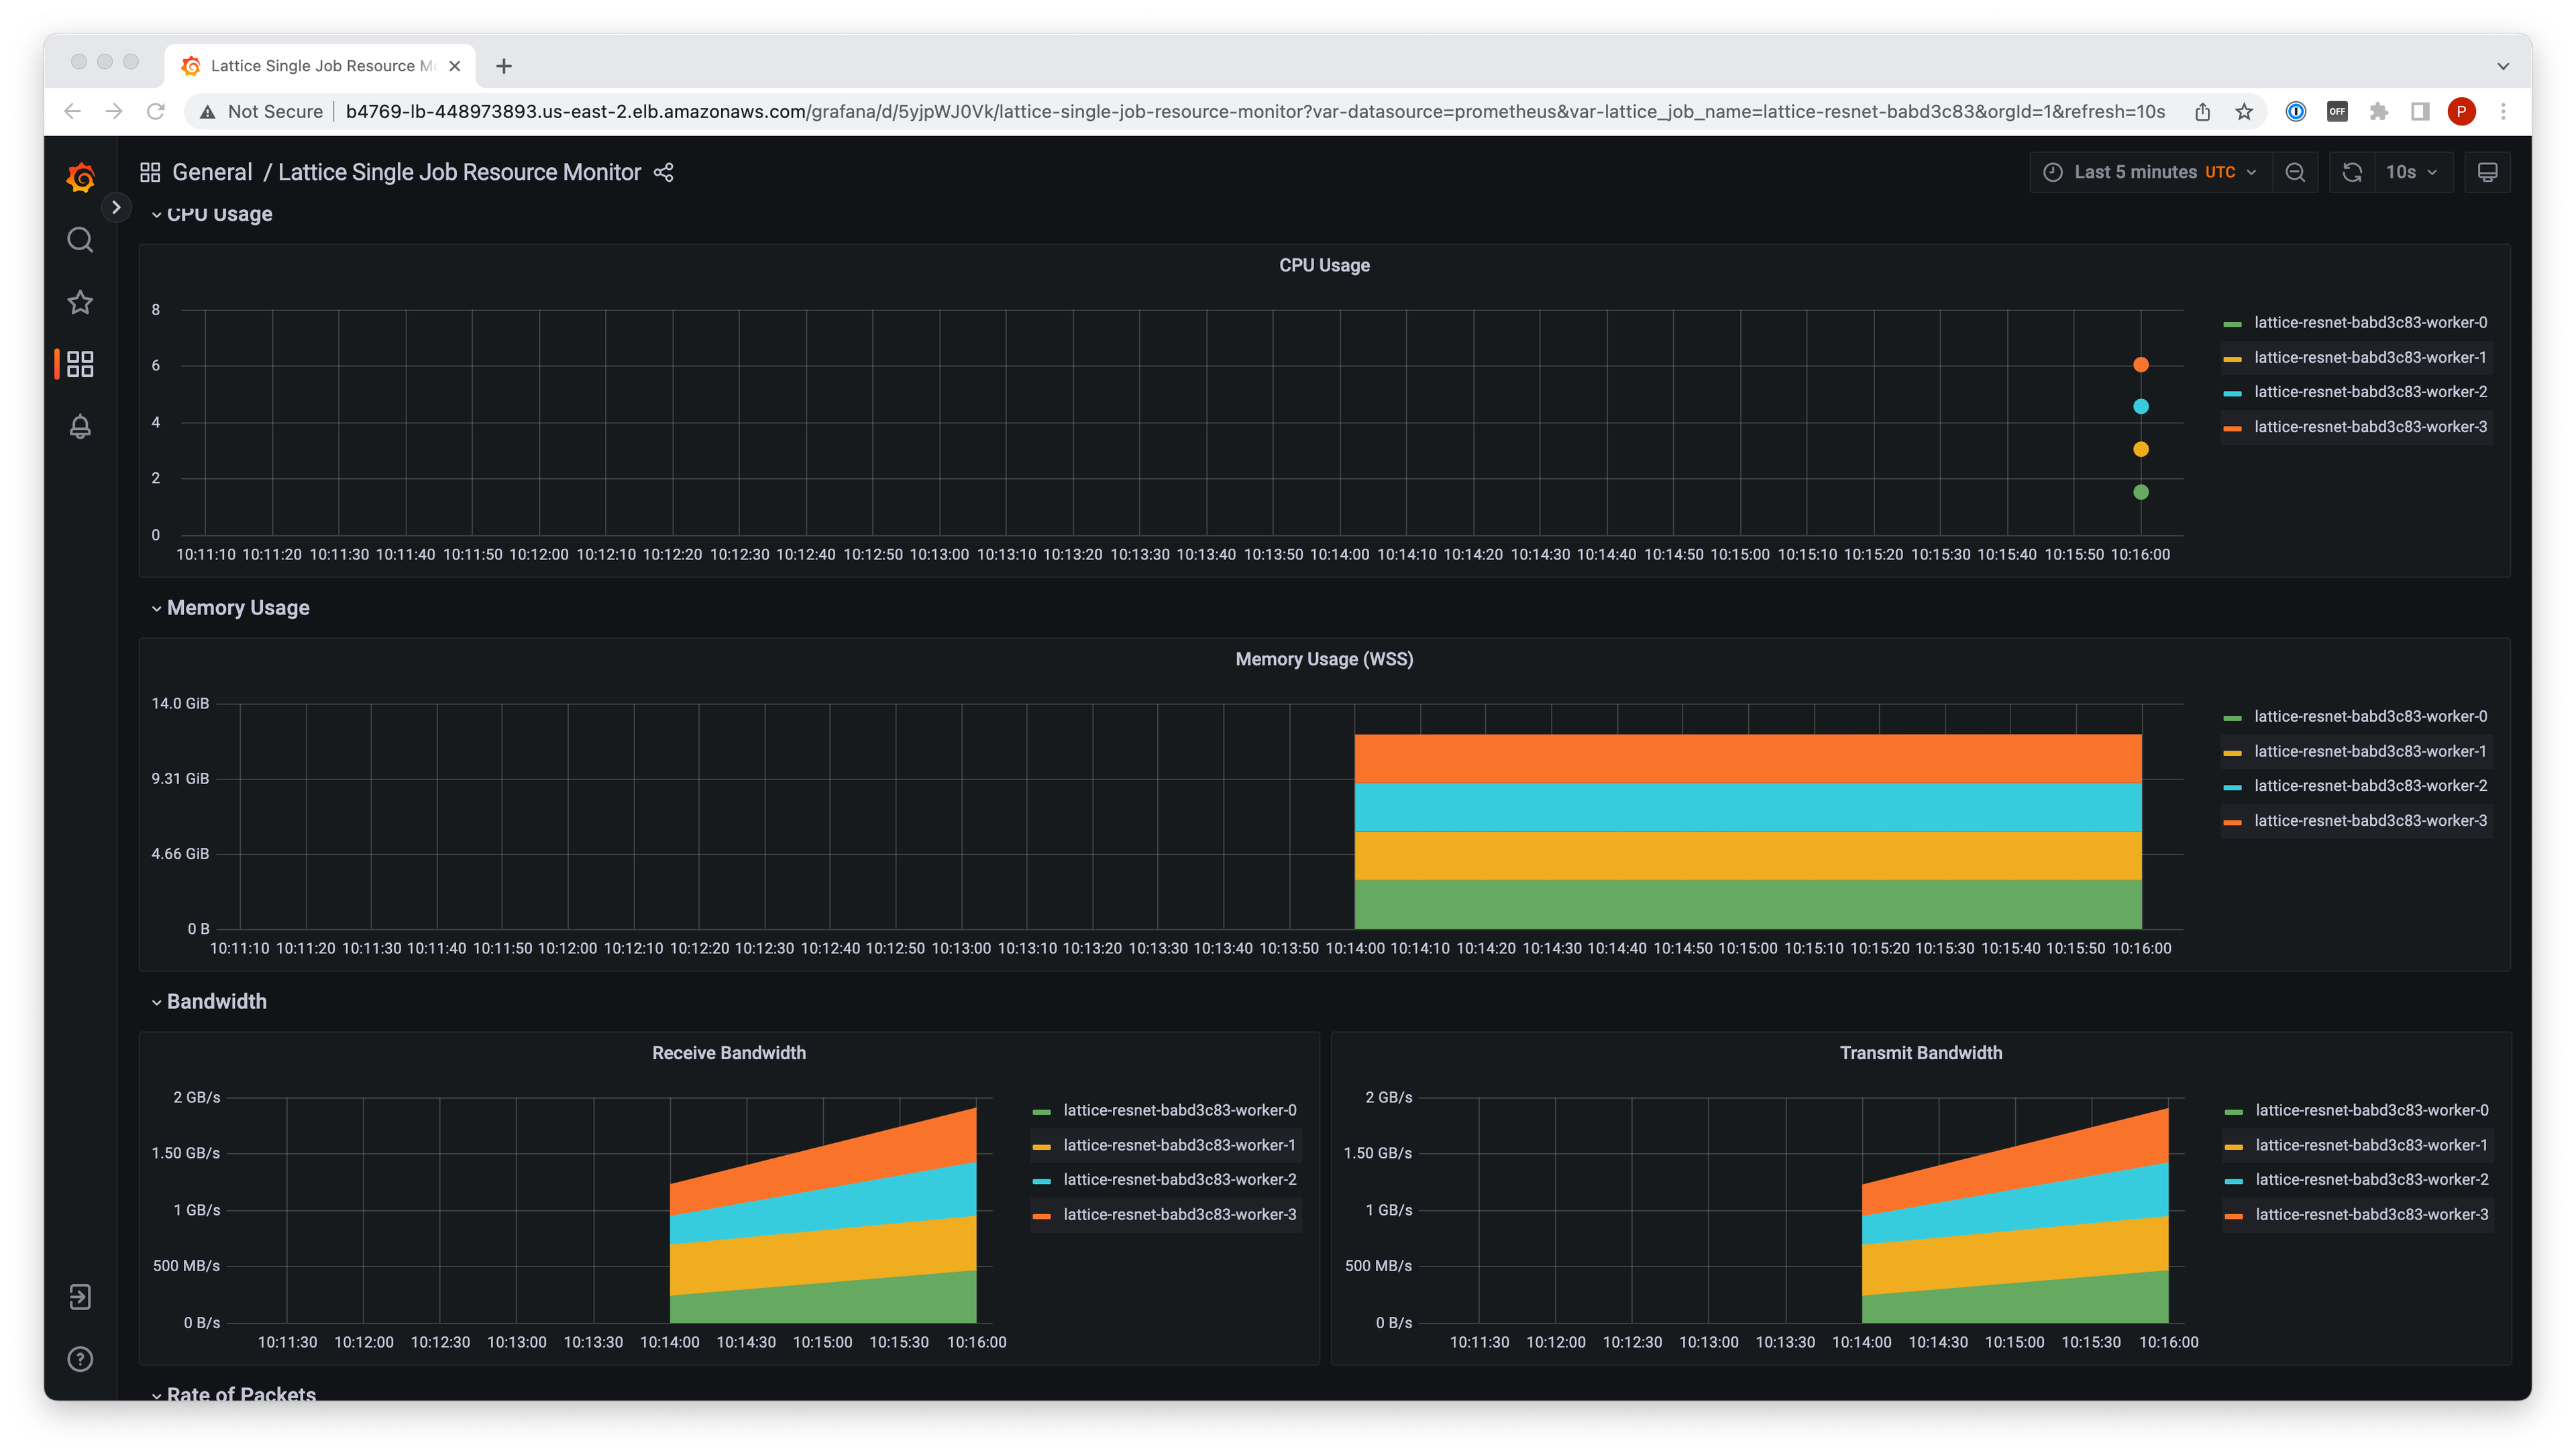 Lattice Single Job Resource Mo
Not Secure
b4769-lb-448973893.us-east-2.elb.amazonaws.com/grafana/d/5yjpWJ0Vk/lattice-single-job-resource-monitor?var-datasource=prometheus&var-lattice_job_name=lattice-resnet-babd3c83&orgId=1&refresh=10s
OFF
P
General / Lattice Single Job Resource Monitor
Last 5 minutes UTC
10s
CPU Usage
CPU Usage
8
6
4
2
0
10:11:10 10:11:20 10:11:30 10:11:40 10:11:50 10:12:00 10:12:10 10:12:20 10:12:30 10:12:40 10:12:50 10:13:00 10:13:10 10:13:20 10:13:30 10:13:40 10:13:50 10:14:00 10:14:10 10:14:20 10:14:30 10:14:40 10:14:50 10:15:00 10:15:10 10:15:20 10:15:30 10:15:40 10:15:50 10:16:00
lattice-resnet-babd3c83-worker-0
lattice-resnet-babd3c83-worker-1
lattice-resnet-babd3c83-worker-2
lattice-resnet-babd3c83-worker-3
Memory Usage
Memory Usage (WSS)
14.0 GiB
9.31 GiB
4.66 GiB
0 B
10:11:10 10:11:20 10:11:30 10:11:40 10:11:50 10:12:00 10:12:10 10:12:20 10:12:30 10:12:40 10:12:50 10:13:00 10:13:10 10:13:20 10:13:30 10:13:40 10:13:50 10:14:00 10:14:10 10:14:20 10:14:30 10:14:40 10:14:50 10:15:00 10:15:10 10:15:20 10:15:30 10:15:40 10:15:50 10:16:00
lattice-resnet-babd3c83-worker-0
lattice-resnet-babd3c83-worker-1
lattice-resnet-babd3c83-worker-2
lattice-resnet-babd3c83-worker-3
Bandwidth
Receive Bandwidth
2 GB/s
1.50 GB/s
1 GB/s
500 MB/s
0 B/s
10:11:30 10:12:00 10:12:30 10:13:00 10:13:30 10:14:00 10:14:30 10:15:00 10:15:30 10:16:00
lattice-resnet-babd3c83-worker-0
lattice-resnet-babd3c83-worker-1
lattice-resnet-babd3c83-worker-2
lattice-resnet-babd3c83-worker-3
Transmit Bandwidth
2 GB/s
1.50 GB/s
1 GB/s
500 MB/s
0 B/s
10:11:30 10:12:00 10:12:30 10:13:00 10:13:30 10:14:00 10:14:30 10:15:00 10:15:30 10:16:00
lattice-resnet-babd3c83-worker-0
lattice-resnet-babd3c83-worker-1
lattice-resnet-babd3c83-worker-2
lattice-resnet-babd3c83-worker-3
Rate of Packets